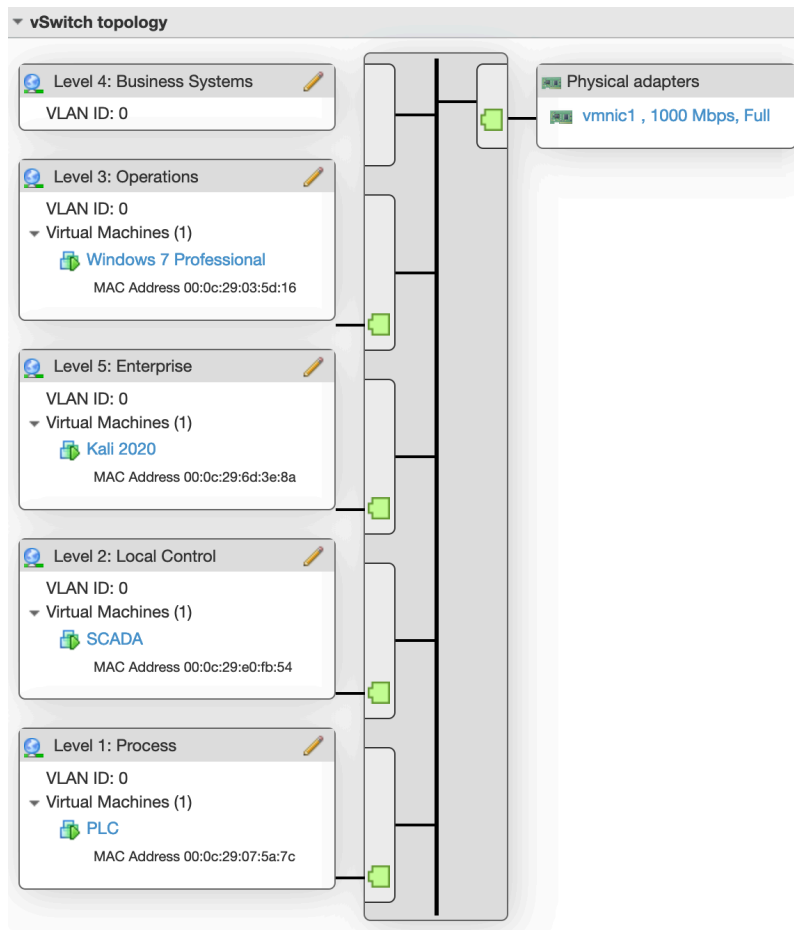 vSwitch topology
Level 4: Business Systems
VLAN ID: 0
Physical adapters
vmnic1 , 1000 Mbps, Full
Level 3: Operations
VLAN ID: 0
Virtual Machines (1)
Windows 7 Professional
MAC Address 00:0c:29:03:5d:16
Level 5: Enterprise
VLAN ID: 0
Virtual Machines (1)
Kali 2020
MAC Address 00:0c:29:6d:3e:8a
Level 2: Local Control
VLAN ID: 0
Virtual Machines (1)
SCADA
MAC Address 00:0c:29:e0:fb:54
Level 1: Process
VLAN ID: 0
Virtual Machines (1)
PLC
MAC Address 00:0c:29:07:5a:7c